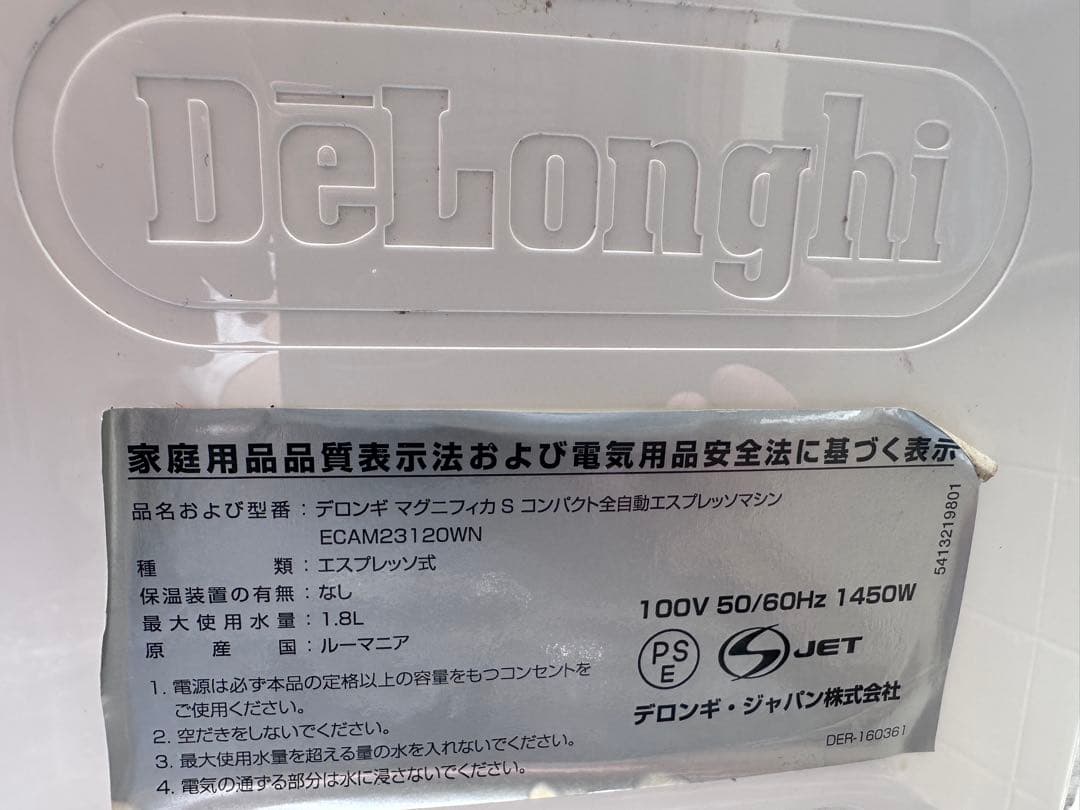 DēLonghi
家庭用品品質表示法および電気用品安全法に基づく表示
品名および型番：デロンギ マグニフィカ S コンパクト全自動エスプレッソマシン
ECAM23120WN
種類：エスプレッソ式
保温装置の有無：なし
最大使用水量：1.8L
原産国：ルーマニア
1. 電源は必ず本品の定格以上の容量をもつコンセントを
ご使用ください。
2. 空だきをしないでください。
3. 最大使用水量を超える量の水を入れないでください。
4. 電気の通ずる部分は水に浸さないでください。
5413219801
100V 50/60Hz 1450W
PS
E
S JET
デロンギ・ジャパン株式会社
DER-160361